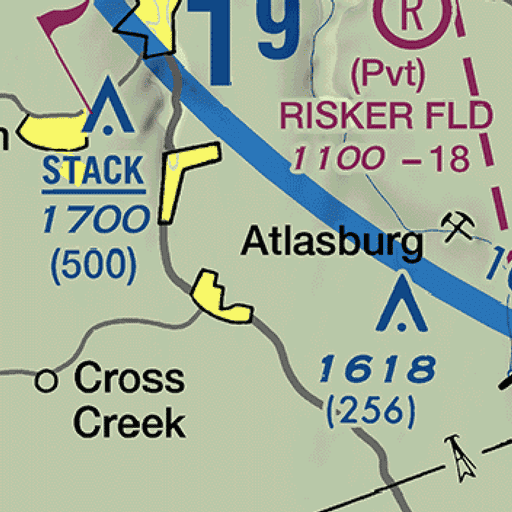 19
R
(Pvt)
RISKER FLD
1100 – 18
STACK
1700
(500)
Atlasburg
1618
(256)
Cross
Creek